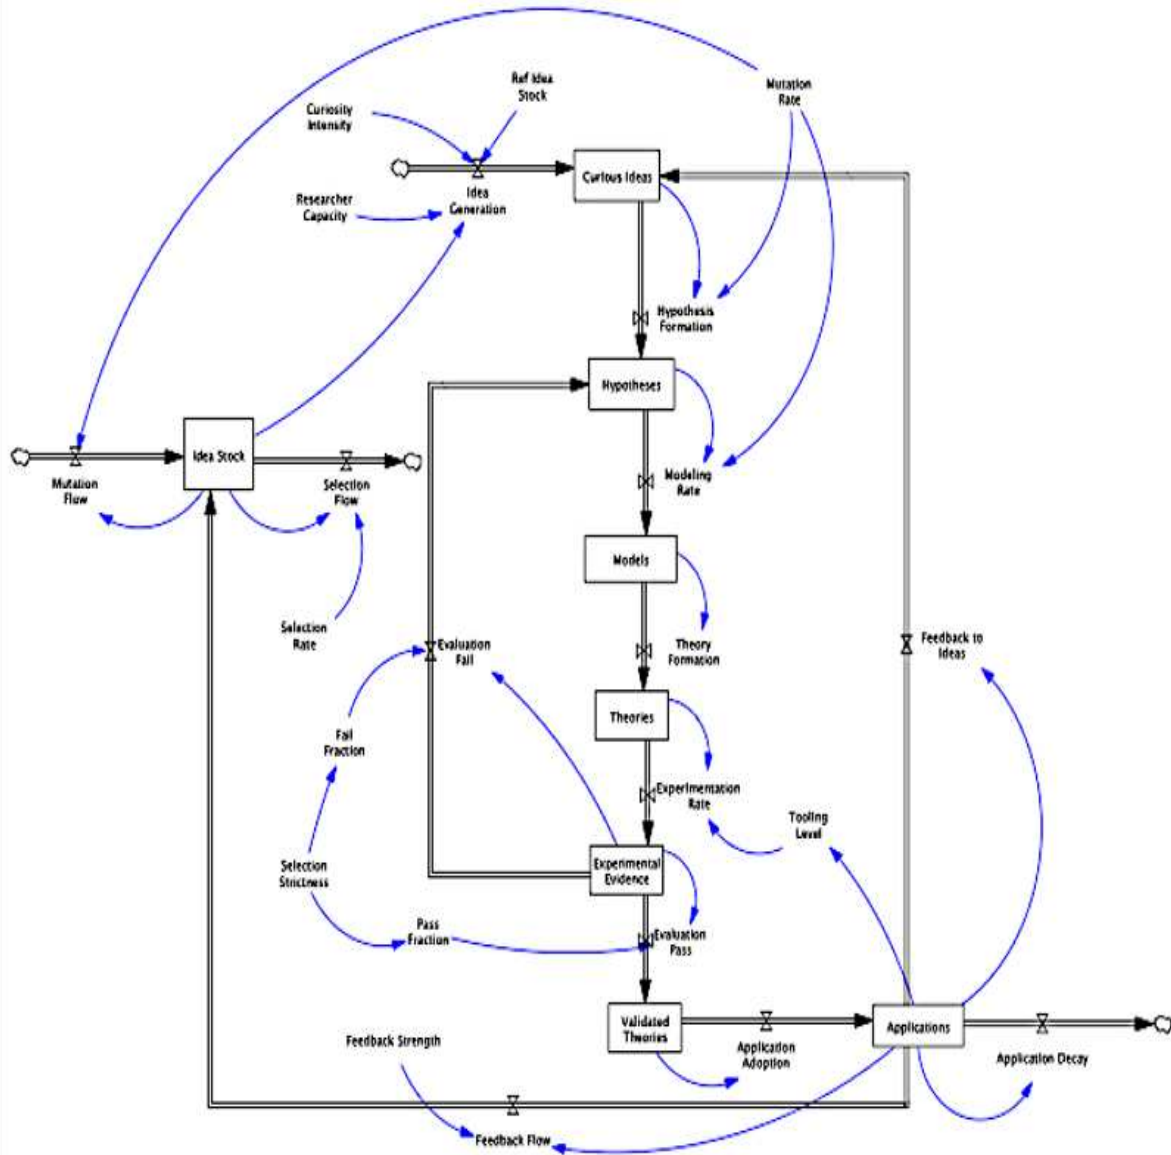 Ref Idea
Stock
Mutation
Rate
Curiosity
Intensity
Curious Ideas
Idea
Generation
Researcher
Capacity
Hypothesis
Formation
Hypotheses
Idea Stock
Mutation
Flow
Selection
Flow
Modeling
Rate
Models
Selection
Rate
Evaluation
Fail
Theory
Formation
Feedback to
Ideas
Theories
Fail
Fraction
Experimentation
Rate
Tooling
Level
Experimental
Evidence
Selection
Strictness
Pass
Fraction
Evaluation
Pass
Validated
Theories
Applications
Feedback Strength
Application
Adoption
Application Decay
Feedback Flow